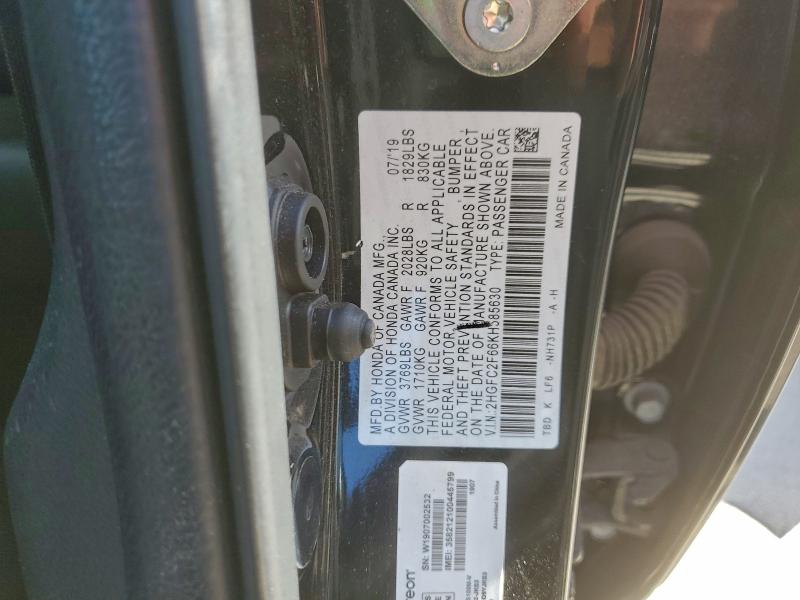 MFD.BY HONDA OF CANADA MFG., 07/'19
A DIVISION OF HONDA CANADA INC.
GVWR 3769LBS GAWR F 2028LBS R 1829LBS
GVWR 1710KG GAWR F 920KG R 830KG
THIS VEHICLE CONFORMS TO ALL APPLICABLE
FEDERAL MOTOR VEHICLE SAFETY, BUMPER,
AND THEFT PREVENTION STANDARDS IN EFFECT
ON THE DATE OF MANUFACTURE SHOWN ABOVE.
V.I.N.:2HGFC2F66KH585630 TYPE: PASSENGER CAR
TBD K LF6 -NH731P -A -H
MADE IN CANADA
SN: W1907002532
IMEI: 358212100445799
1907
Assembled in China